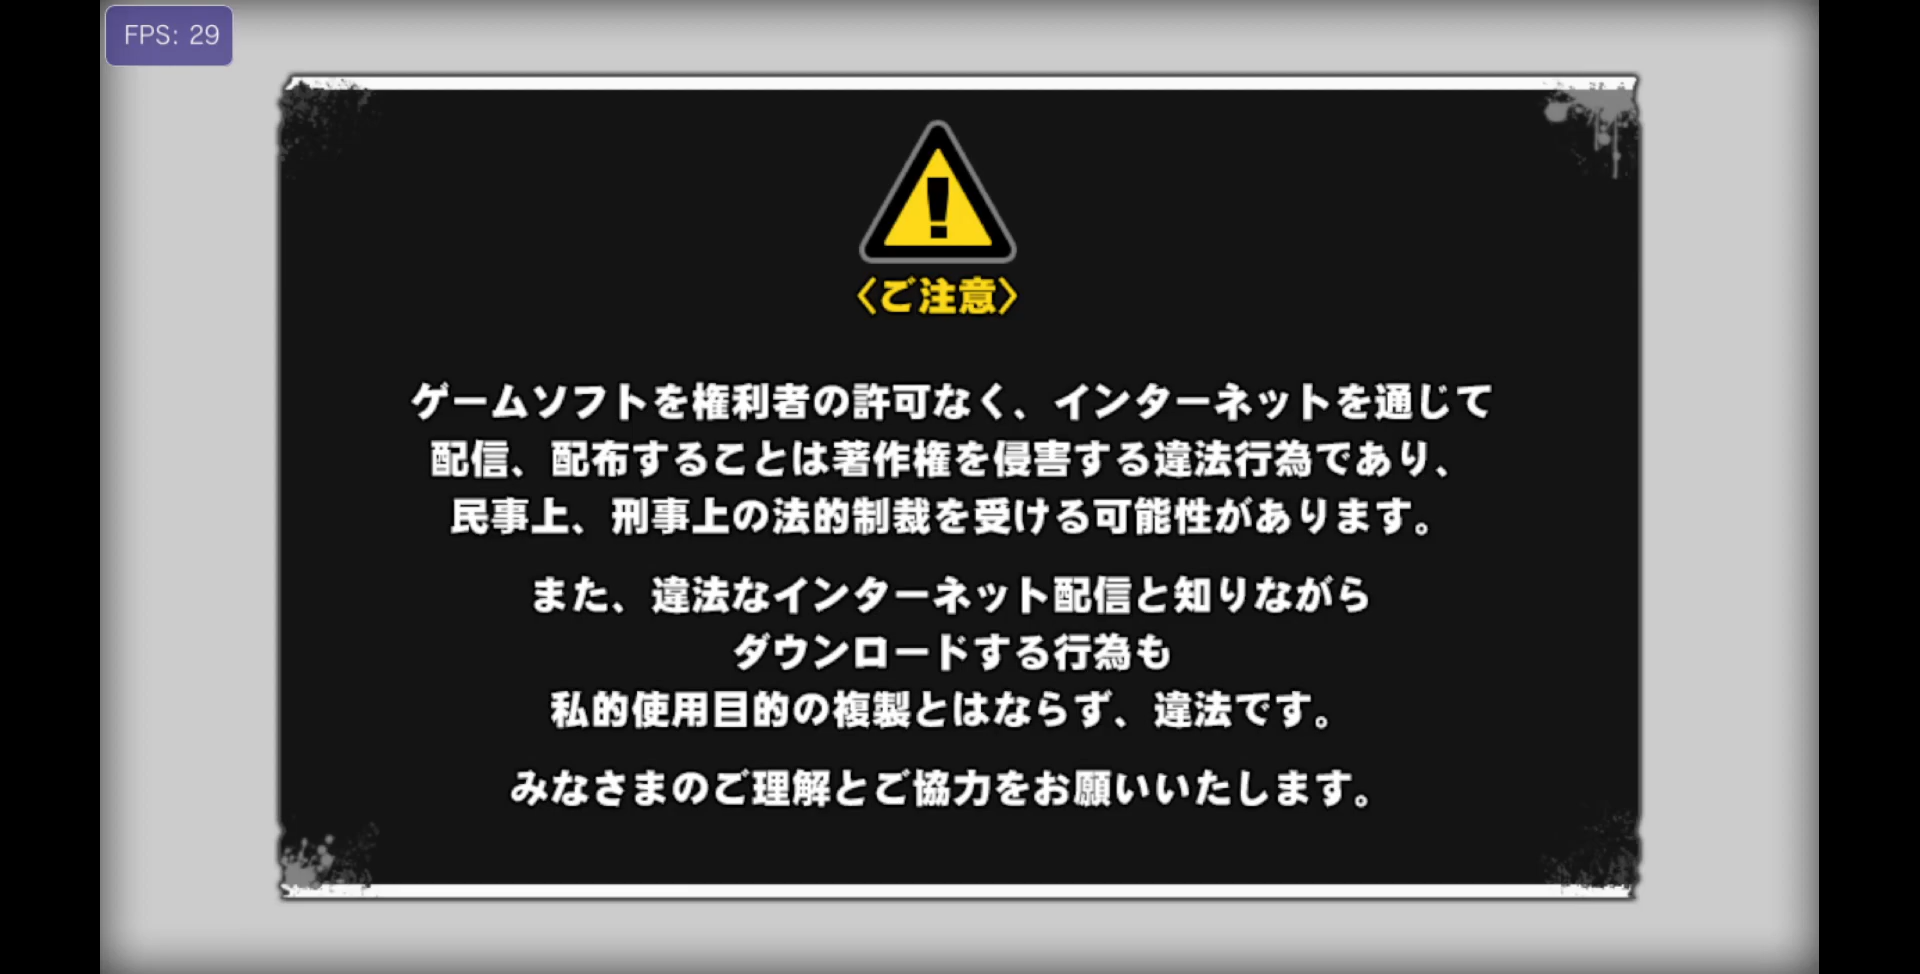 FPS: 29
〈ご注意〉
ゲームソフトを権利者の許可なく、インターネットを通じて
配信、配布することは著作権を侵害する違法行為であり、
民事上、刑事上の法的制裁を受ける可能性があります。
また、違法なインターネット配信と知りながら
ダウンロードする行為も
私的使用目的の複製とはならず、違法です。
みなさまのご理解とご協力をお願いいたします。